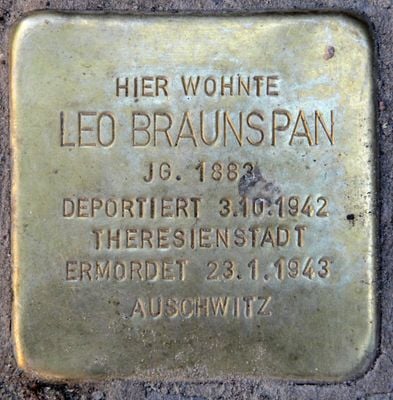 HIER WOHNTE
LEO BRAUNSPAN
JG. 1883
DEPORTIERT 3.10.1942
THERESIENSTADT
ERMORDET 23.1.1943
AUSCHWITZ